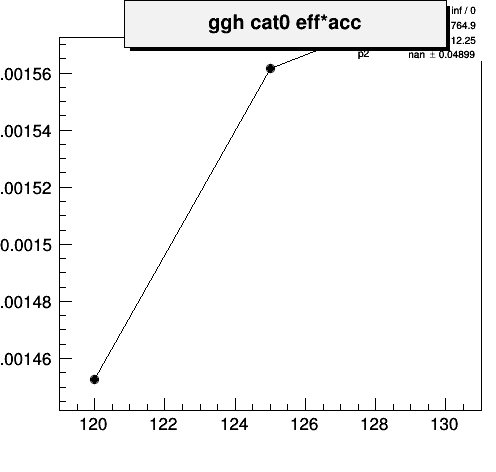 ggh cat0 eff*acc
inf / 0
764.9
12.25
p2 nan ± 0.04899
.00156
.00154
.00152
0.0015
.00148
.00146
120 122 124 126 128 130